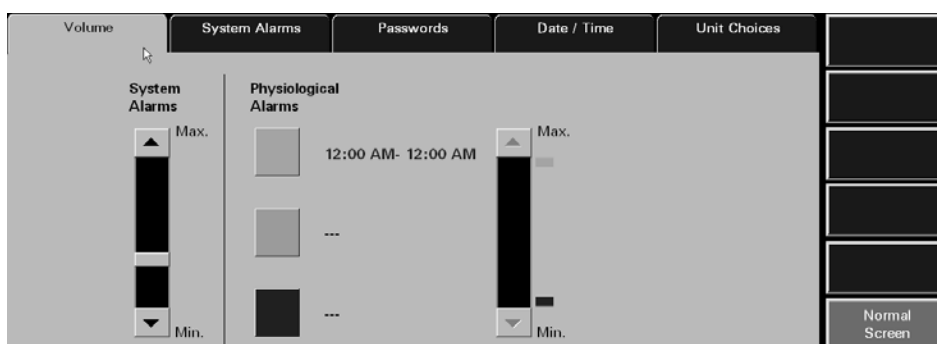 Volume
System Alarms
Passwords
Date / Time
Unit Choices
System
Alarms
Physiological
Alarms
Max.
12:00 AM- 12:00 AM
Max.
---
---
Min.
Min.
Normal
Screen